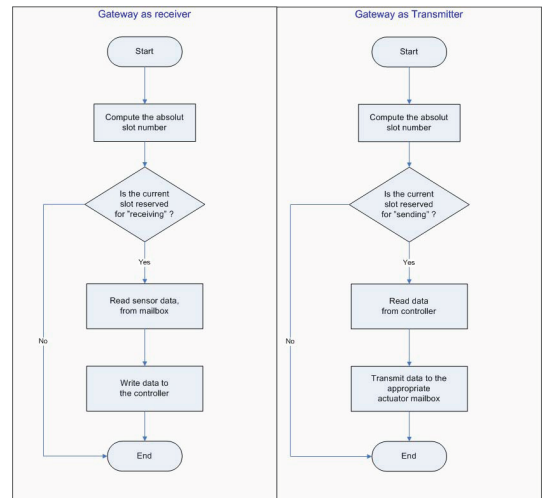 Gateway as receiver
Start
Compute the absolut
slot number
Is the current
slot reserved
for "receiving" ?
Yes
No
Read sensor data,
from mailbox
Write data to
the controller
End
Gateway as Transmitter
Start
Compute the absolut
slot number
Is the current
slot reserved
for "sending" ?
Yes
No
Read data
from controller
Transmit data to the
appropriate
actuator mailbox
End